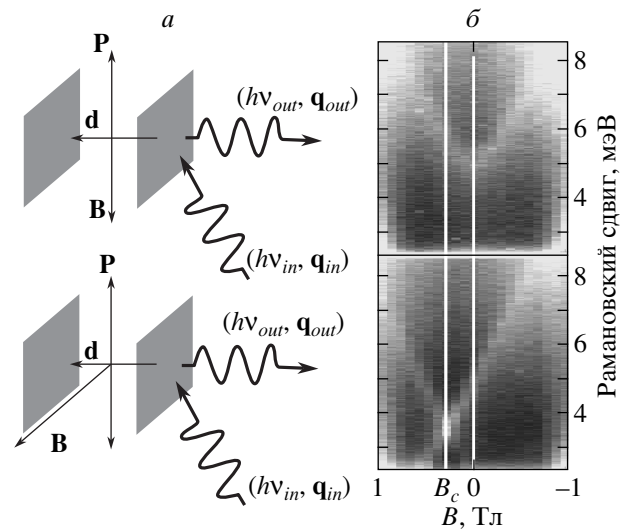 а
P
d
B
(hν_out, q_out)
(hν_in, q_in)
P
d
B
(hν_out, q_out)
(hν_in, q_in)
б
8
6
4
8
6
4
Рамановский сдвиг, мэВ
1 B_c 0 −1
B, Тл